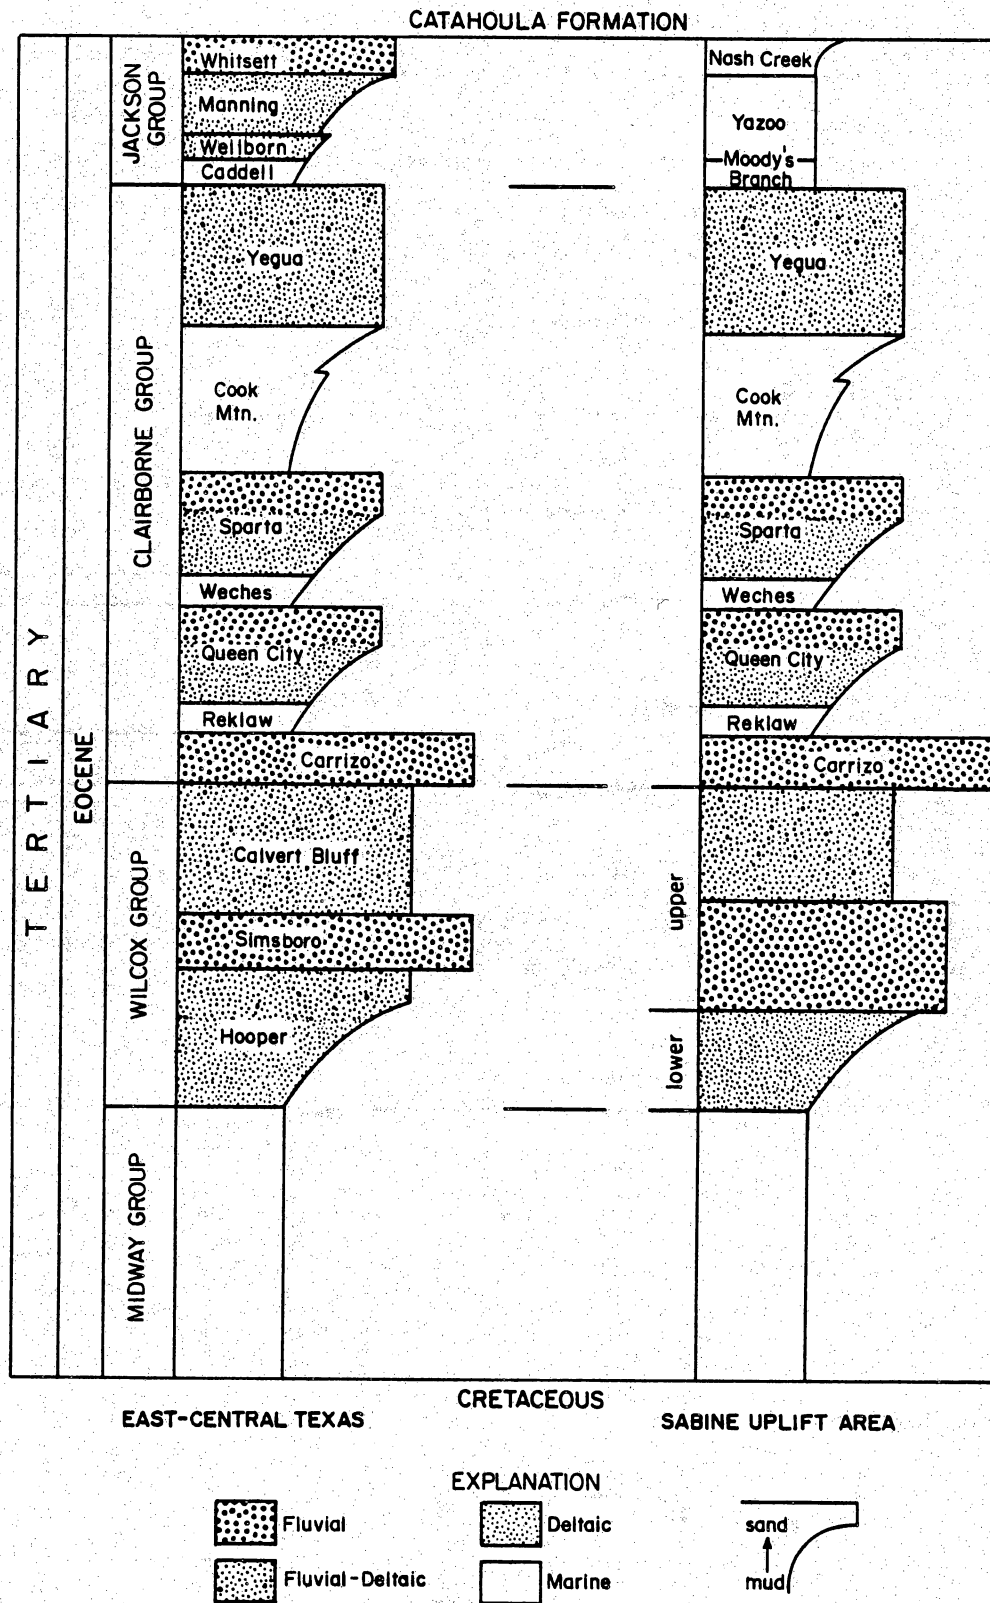 CATAHOULA FORMATION
TERTIARY
EOCENE
JACKSON
GROUP
CLAIRBORNE GROUP
WILCOX GROUP
MIDWAY GROUP
Whitsett
Manning
Wellborn
Caddell
Yegua
Cook
Mtn.
Sparta
Weches
Queen City
Reklaw
Carrizo
Calvert Bluff
Simsboro
Hooper
Nash Creek
Yazoo
Moody's
Branch
Yegua
Cook
Mtn.
Sparta
Weches
Queen City
Reklaw
Carrizo
upper
lower
CRETACEOUS
EAST-CENTRAL TEXAS
SABINE UPLIFT AREA
EXPLANATION
Fluvial
Fluvial-Deltaic
Deltaic
Marine
sand
mud